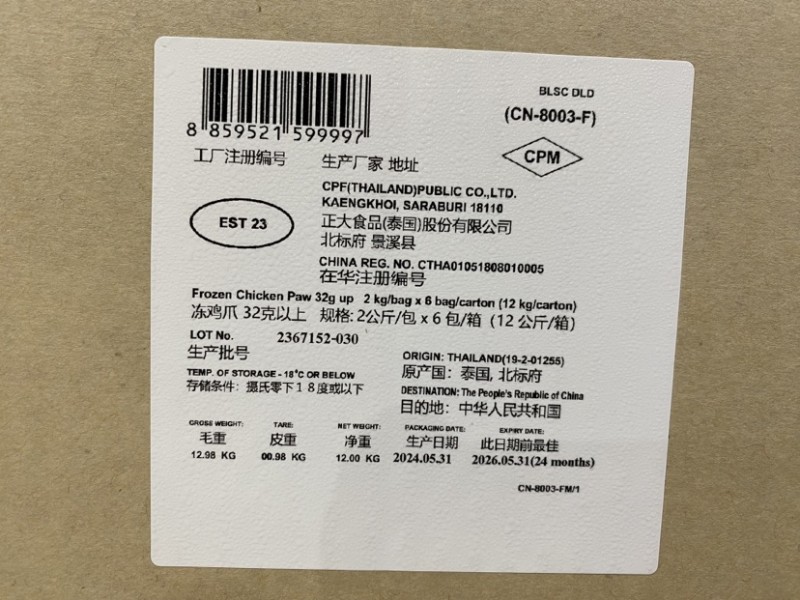 BLSC DLD
(CN-8003-F)
8 859521 599997
CPM
工厂注册编号
生产厂家 地址
CPF(THAILAND)PUBLIC CO.,LTD.
KAENGKHOI, SARABURI 18110
EST 23
正大食品(泰国)股份有限公司
北标府 景溪县
CHINA REG. NO. CTHA01051808010005
在华注册编号
Frozen Chicken Paw 32g up 2 kg/bag x 6 bag/carton (12 kg/carton)
冻鸡爪 32克以上 规格: 2公斤/包 x 6 包/箱 (12 公斤/箱)
LOT No. 2367152-030
生产批号
ORIGIN: THAILAND(19-2-01255)
原产国: 泰国, 北标府
TEMP. OF STORAGE - 18°C OR BELOW
存储条件: 摄氏零下18度或以下
DESTINATION: The People's Republic of China
目的地: 中华人民共和国
GROSS WEIGHT: TARE: NET WEIGHT: PACKAGING DATE: EXPIRY DATE:
毛重 皮重 净重 生产日期 此日期前最佳
12.98 KG 00.98 KG 12.00 KG 2024.05.31 2026.05.31(24 months)
CN-8003-FM/1